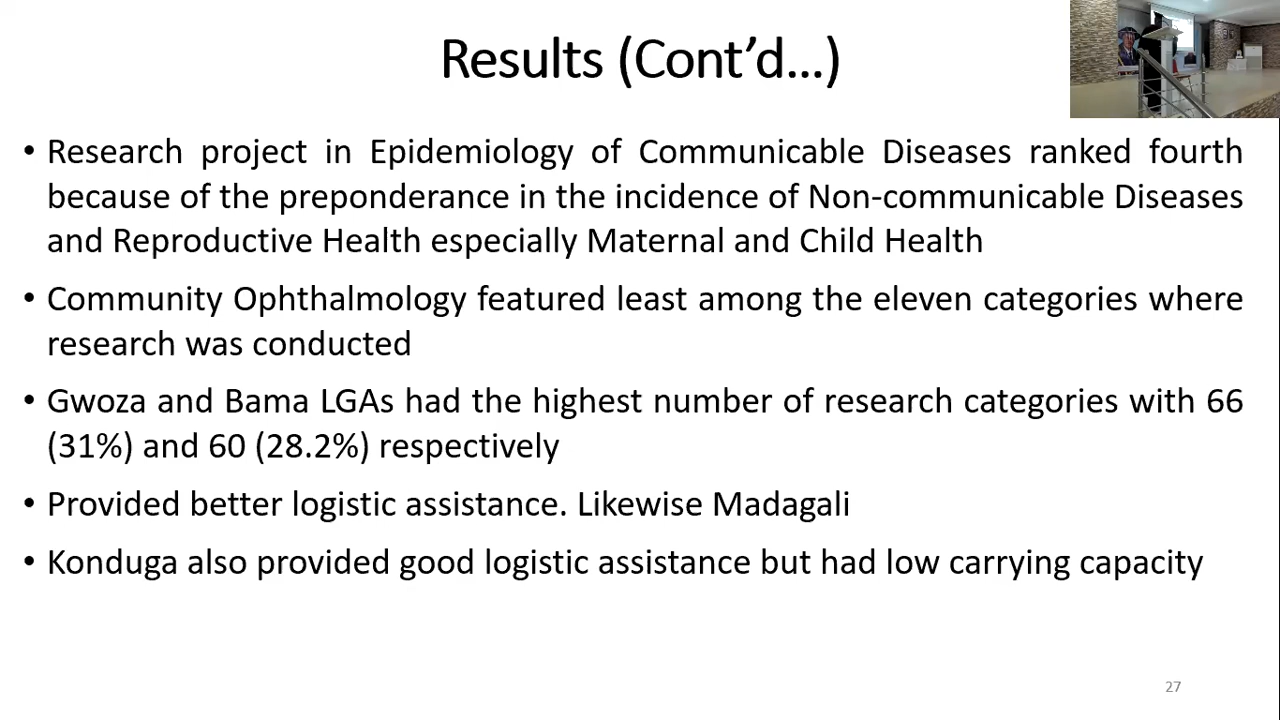 Results (Cont’d…)
• Research project in Epidemiology of Communicable Diseases ranked fourth
because of the preponderance in the incidence of Non-communicable Diseases
and Reproductive Health especially Maternal and Child Health
• Community Ophthalmology featured least among the eleven categories where
research was conducted
• Gwoza and Bama LGAs had the highest number of research categories with 66
(31%) and 60 (28.2%) respectively
• Provided better logistic assistance. Likewise Madagali
• Konduga also provided good logistic assistance but had low carrying capacity
27